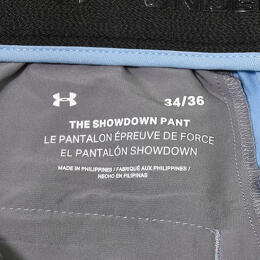 34/36
THE SHOWDOWN PANT
LE PANTALON ÉPREUVE DE FORCE
EL PANTALÓN SHOWDOWN
MADE IN PHILIPPINES / FABRIQUÉ AUX PHILIPPINES /
HECHO EN FILIPINAS